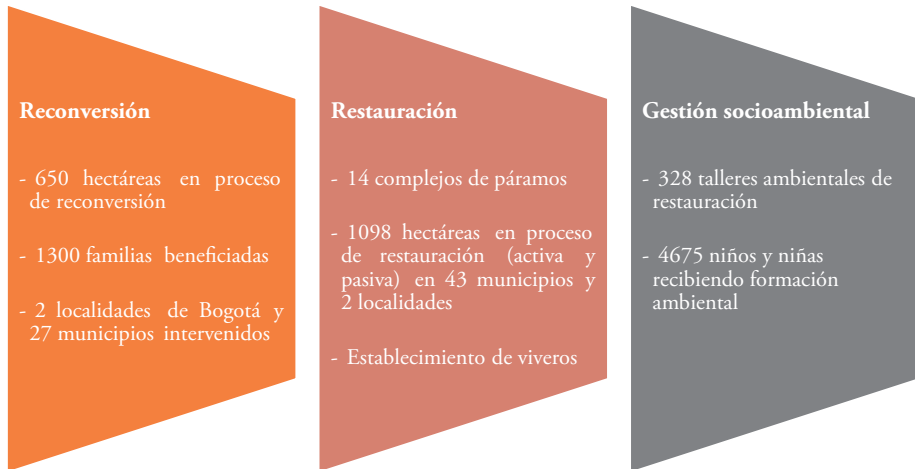 Reconversión
- 650 hectáreas en proceso
de reconversión
- 1300 familias beneficiadas
- 2 localidades de Bogotá y
27 municipios intervenidos
Restauración
- 14 complejos de páramos
- 1098 hectáreas en proceso
de restauración (activa y
pasiva) en 43 municipios y
2 localidades
- Establecimiento de viveros
Gestión socioambiental
- 328 talleres ambientales de
restauración
- 4675 niños y niñas
recibiendo formación
ambiental